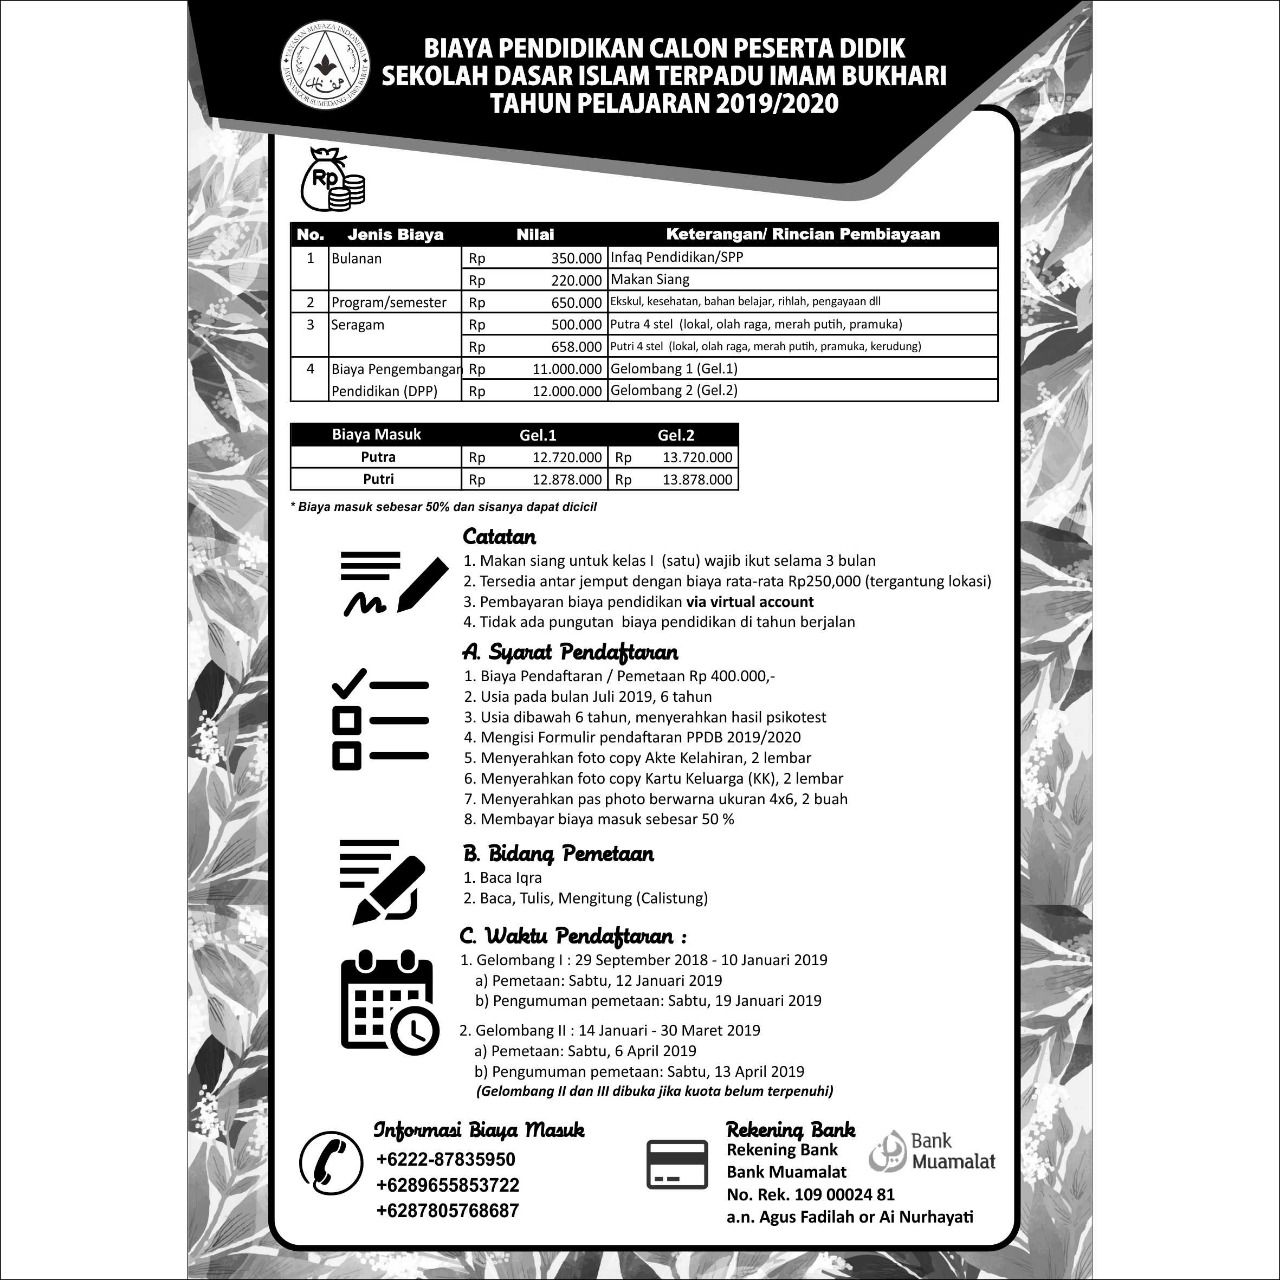 YAYASAN MAFAZA INDONESIA
BIAYA PENDIDIKAN CALON PESERTA DIDIK
SEKOLAH DASAR ISLAM TERPADU IMAM BUKHARI
TAHUN PELAJARAN 2019/2020
Rp
No. Jenis Biaya Nilai Keterangan/ Rincian Pembiayaan
1 Bulanan Rp 350.000 Infaq Pendidikan/SPP
Rp 220.000 Makan Siang
2 Program/semester Rp 650.000 Ekskul, kesehatan, bahan belajar, rihlah, pengayaan dll
3 Seragam Rp 500.000 Putra 4 stel (lokal, olah raga, merah putih, pramuka)
Rp 658.000 Putri 4 stel (lokal, olah raga, merah putih, pramuka, kerudung)
4 Biaya Pengembangan Rp 11.000.000 Gelombang 1 (Gel.1)
Pendidikan (DPP) Rp 12.000.000 Gelombang 2 (Gel.2)
Biaya Masuk Gel.1 Gel.2
Putra Rp 12.720.000 Rp 13.720.000
Putri Rp 12.878.000 Rp 13.878.000
* Biaya masuk sebesar 50% dan sisanya dapat dicicil
Catatan
1. Makan siang untuk kelas I (satu) wajib ikut selama 3 bulan
2. Tersedia antar jemput dengan biaya rata-rata Rp250,000 (tergantung lokasi)
3. Pembayaran biaya pendidikan via virtual account
4. Tidak ada pungutan biaya pendidikan di tahun berjalan
A. Syarat Pendaftaran
1. Biaya Pendaftaran / Pemetaan Rp 400.000,-
2. Usia pada bulan Juli 2019, 6 tahun
3. Usia dibawah 6 tahun, menyerahkan hasil psikotest
4. Mengisi Formulir pendaftaran PPDB 2019/2020
5. Menyerahkan foto copy Akte Kelahiran, 2 lembar
6. Menyerahkan foto copy Kartu Keluarga (KK), 2 lembar
7. Menyerahkan pas photo berwarna ukuran 4x6, 2 buah
8. Membayar biaya masuk sebesar 50 %
B. Bidang Pemetaan
1. Baca Iqra
2. Baca, Tulis, Mengitung (Calistung)
C. Waktu Pendaftaran :
1. Gelombang I : 29 September 2018 - 10 Januari 2019
a) Pemetaan: Sabtu, 12 Januari 2019
b) Pengumuman pemetaan: Sabtu, 19 Januari 2019
2. Gelombang II : 14 Januari - 30 Maret 2019
a) Pemetaan: Sabtu, 6 April 2019
b) Pengumuman pemetaan: Sabtu, 13 April 2019
(Gelombang II dan III dibuka jika kuota belum terpenuhi)
Informasi Biaya Masuk
+6222-87835950
+6289655853722
+6287805768687
Rekening Bank
Rekening Bank
Bank Muamalat
No. Rek. 109 00024 81
a.n. Agus Fadilah or Ai Nurhayati
Bank
Muamalat